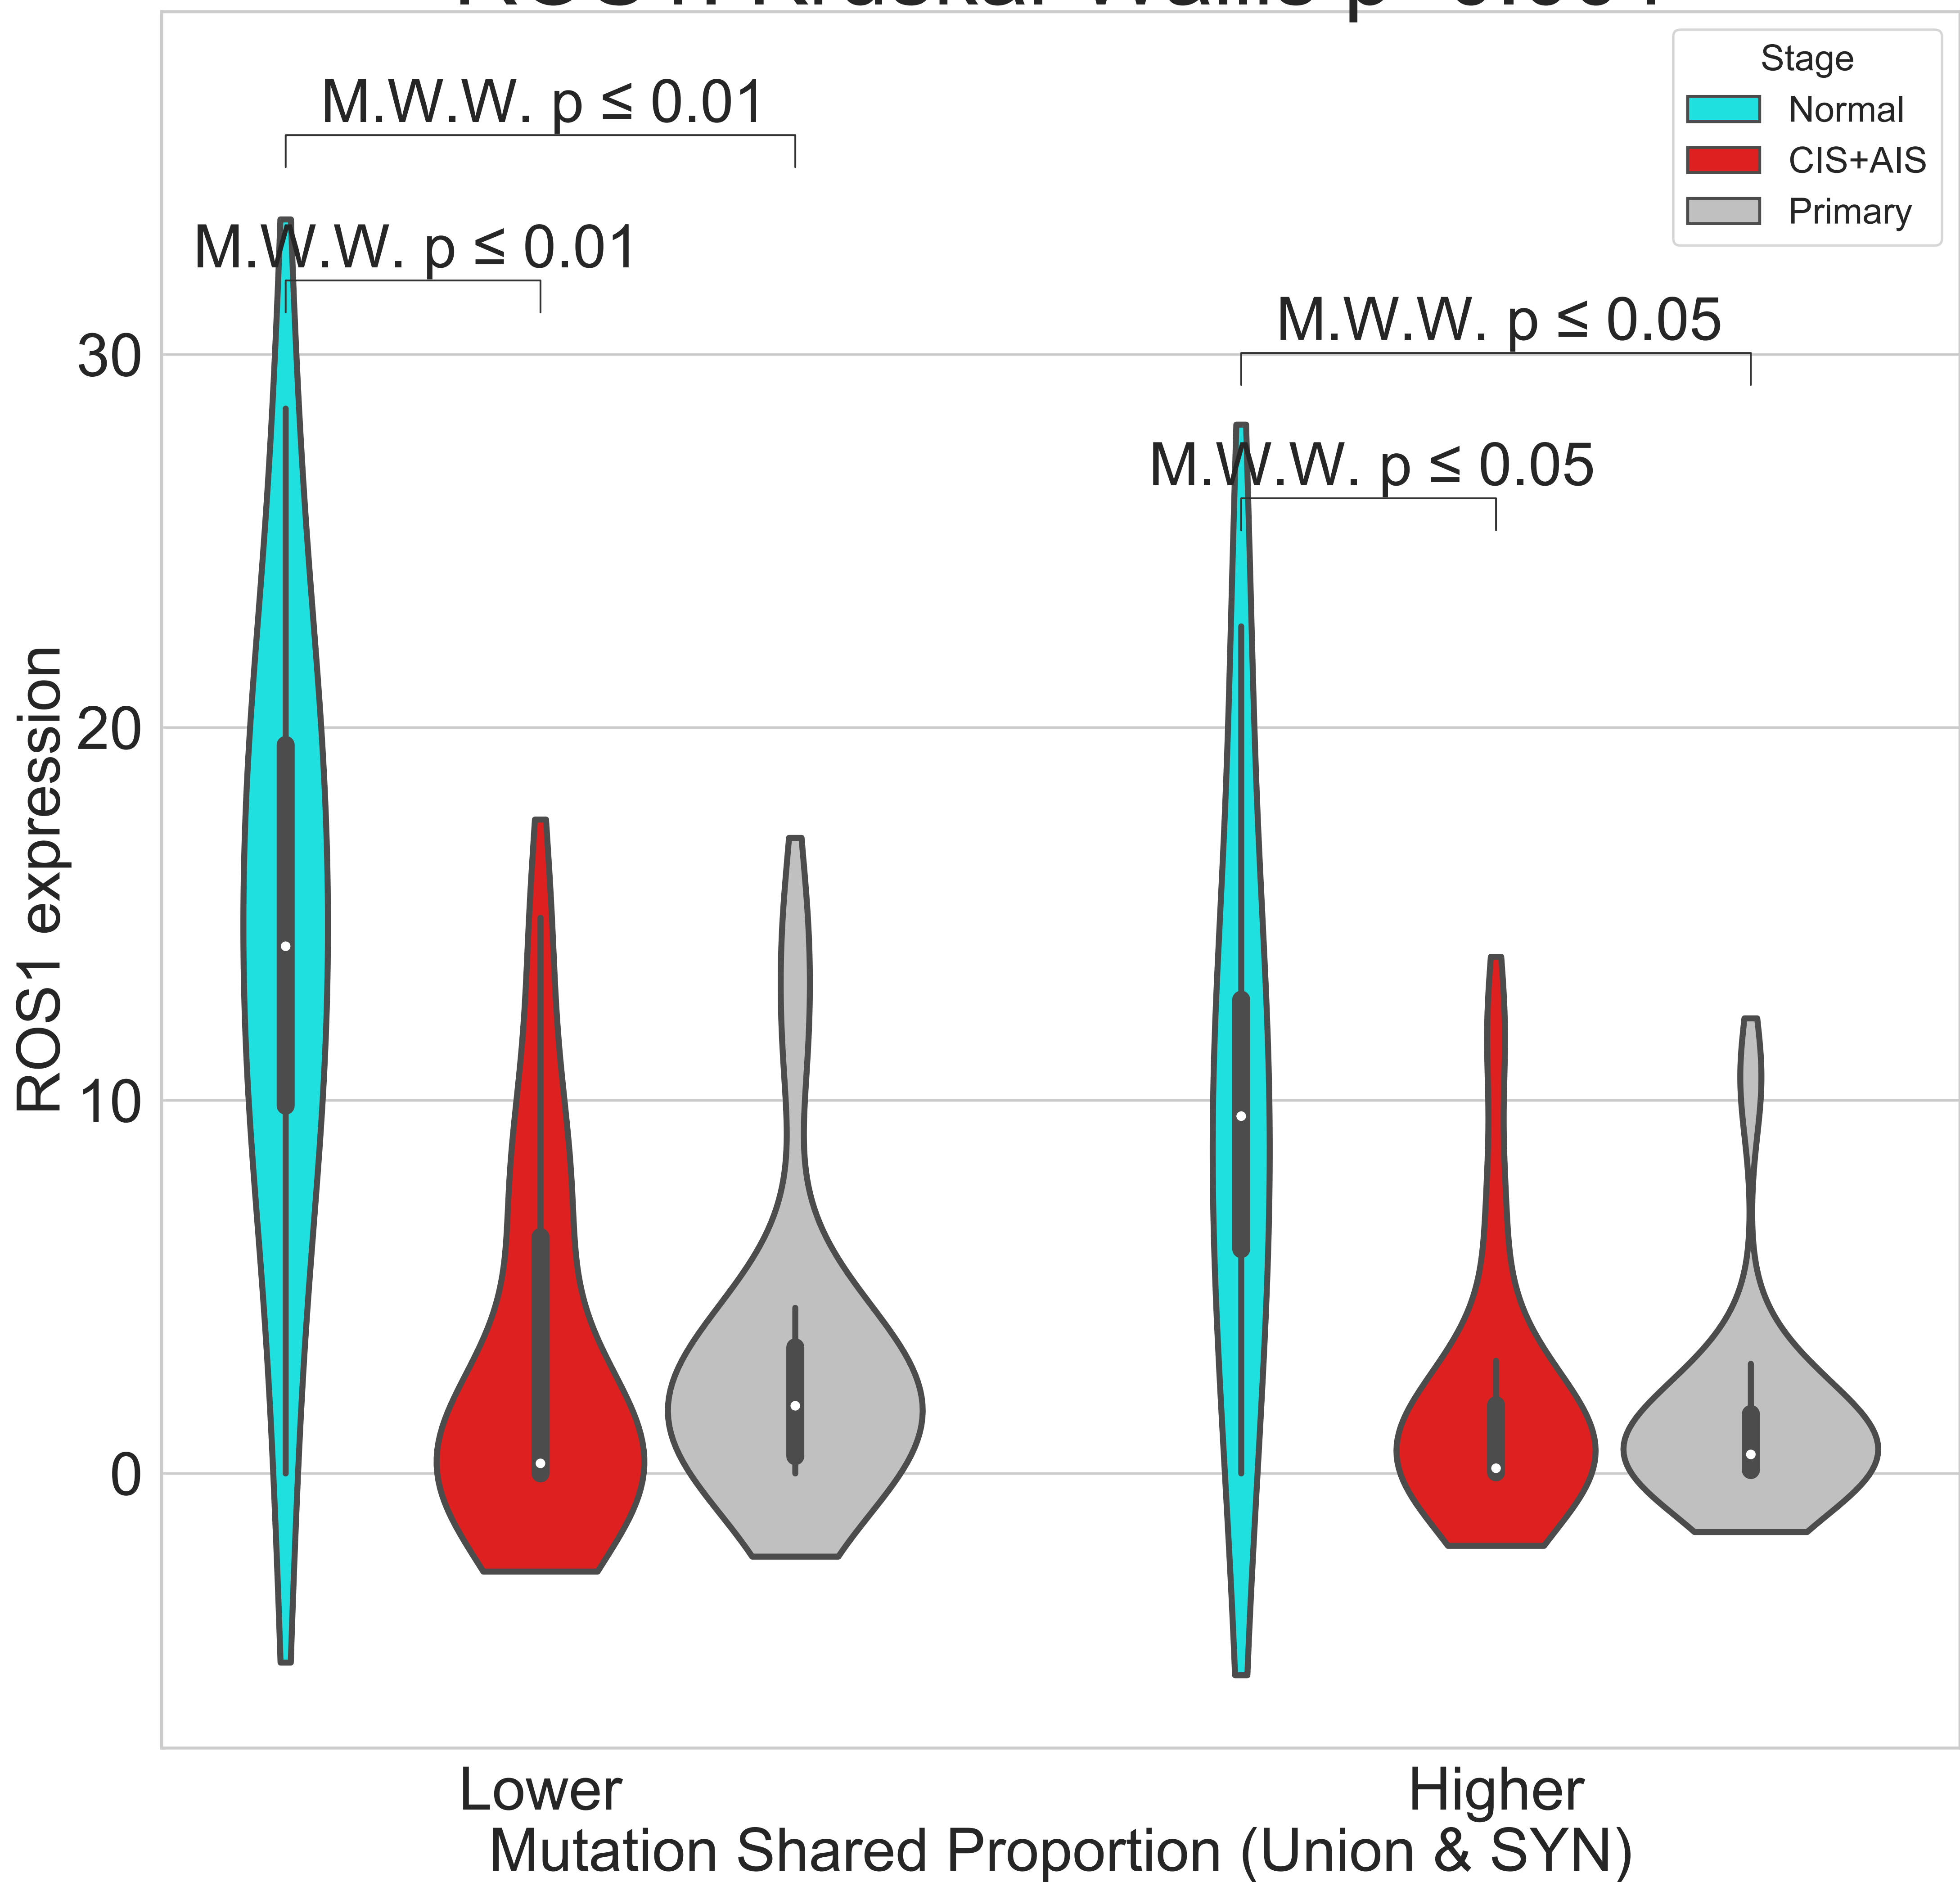 Stage
Normal
CIS+AIS
Primary
M.W.W. p ≤ 0.01
M.W.W. p ≤ 0.01
M.W.W. p ≤ 0.05
M.W.W. p ≤ 0.05
30
20
10
0
ROS1 expression
Lower
Higher
Mutation Shared Proportion (Union & SYN)